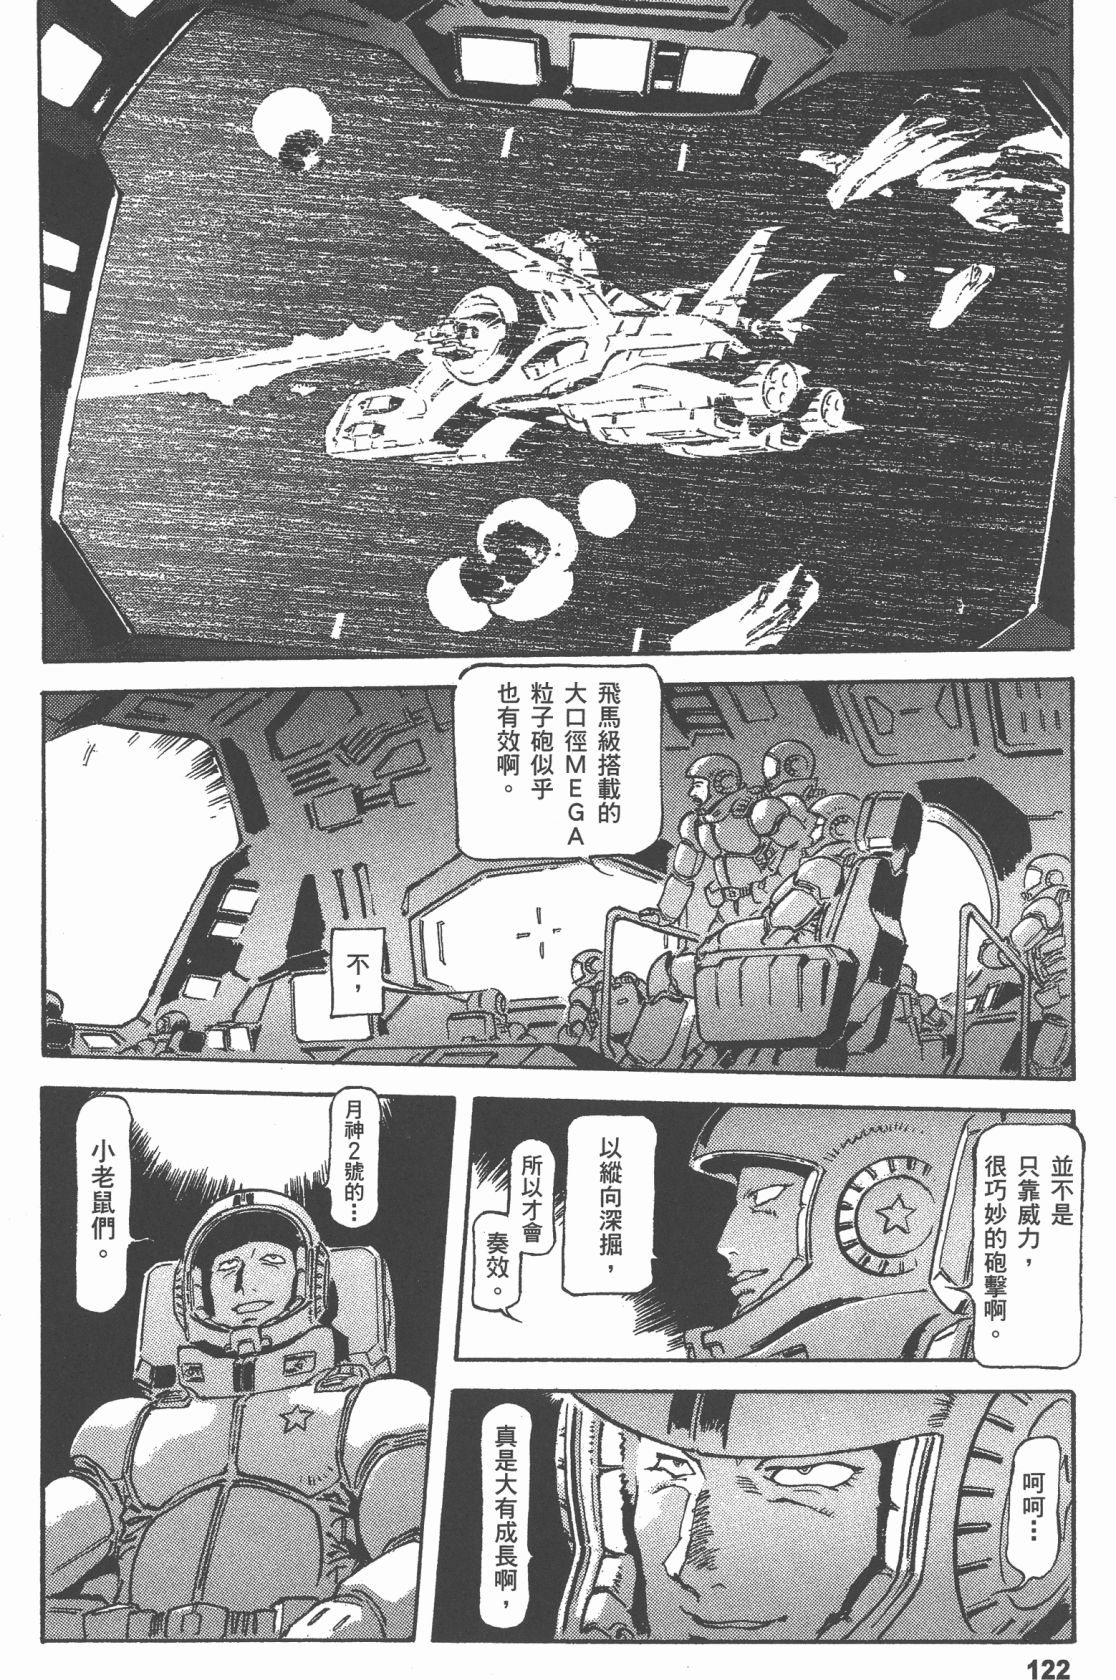 飛馬級搭載的
大口徑MEGA
粒子砲似乎
也有效啊。
不，
並不是
只靠威力，
很巧妙的砲擊啊。
以縱向深掘，
所以才會
奏效。
呵呵…
真是大有成長啊，
月神2號的…
小老鼠們。
122